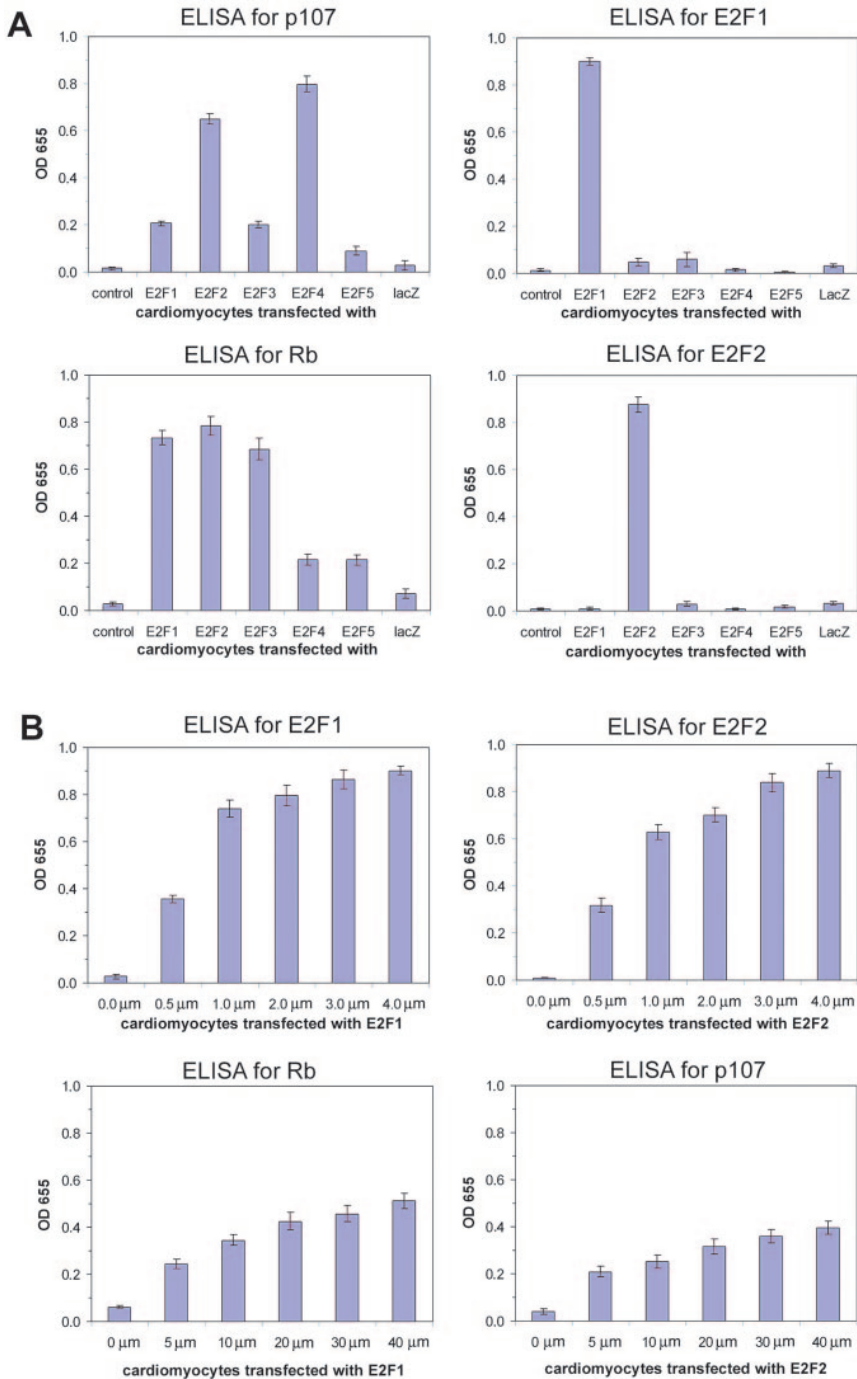 A
ELISA for p107
OD 655
1.0
0.8
0.6
0.4
0.2
0.0
control E2F1 E2F2 E2F3 E2F4 E2F5 lacZ
cardiomyocytes transfected with
ELISA for E2F1
OD 655
1.0
0.8
0.6
0.4
0.2
0.0
control E2F1 E2F2 E2F3 E2F4 E2F5 LacZ
cardiomyocytes transfected with
ELISA for Rb
OD 655
1.0
0.8
0.6
0.4
0.2
0.0
control E2F1 E2F2 E2F3 E2F4 E2F5 lacZ
cardiomyocytes transfected with
ELISA for E2F2
OD 655
1.0
0.8
0.6
0.4
0.2
0.0
control E2F1 E2F2 E2F3 E2F4 E2F5 LacZ
cardiomyocytes transfected with
B
ELISA for E2F1
OD 655
1.0
0.8
0.6
0.4
0.2
0.0
0.0 µm 0.5 µm 1.0 µm 2.0 µm 3.0 µm 4.0 µm
cardiomyocytes transfected with E2F1
ELISA for E2F2
OD 655
1.0
0.8
0.6
0.4
0.2
0.0
0.0 µm 0.5 µm 1.0 µm 2.0 µm 3.0 µm 4.0 µm
cardiomyocytes transfected with E2F2
ELISA for Rb
OD 655
1.0
0.8
0.6
0.4
0.2
0.0
0 µm 5 µm 10 µm 20 µm 30 µm 40 µm
cardiomyocytes transfected with E2F1
ELISA for p107
OD 655
1.0
0.8
0.6
0.4
0.2
0.0
0 µm 5 µm 10 µm 20 µm 30 µm 40 µm
cardiomyocytes transfected with E2F2